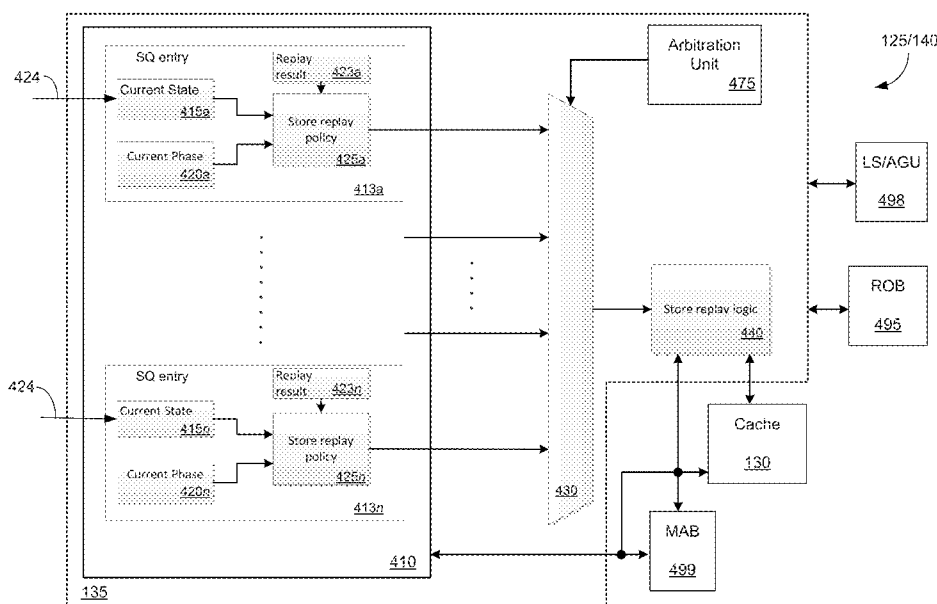 SQ entry
424
Current State
415a
Current Phase
420a
Replay
result
423a
Store replay
policy
425a
413a
Arbitration
Unit
475
125/140
LS/AGU
498
ROB
495
Store replay logic
440
430
SQ entry
424
Current State
415n
Current Phase
420n
Replay
result
423n
Store replay
policy
425n
413n
410
135
Cache
130
MAB
499